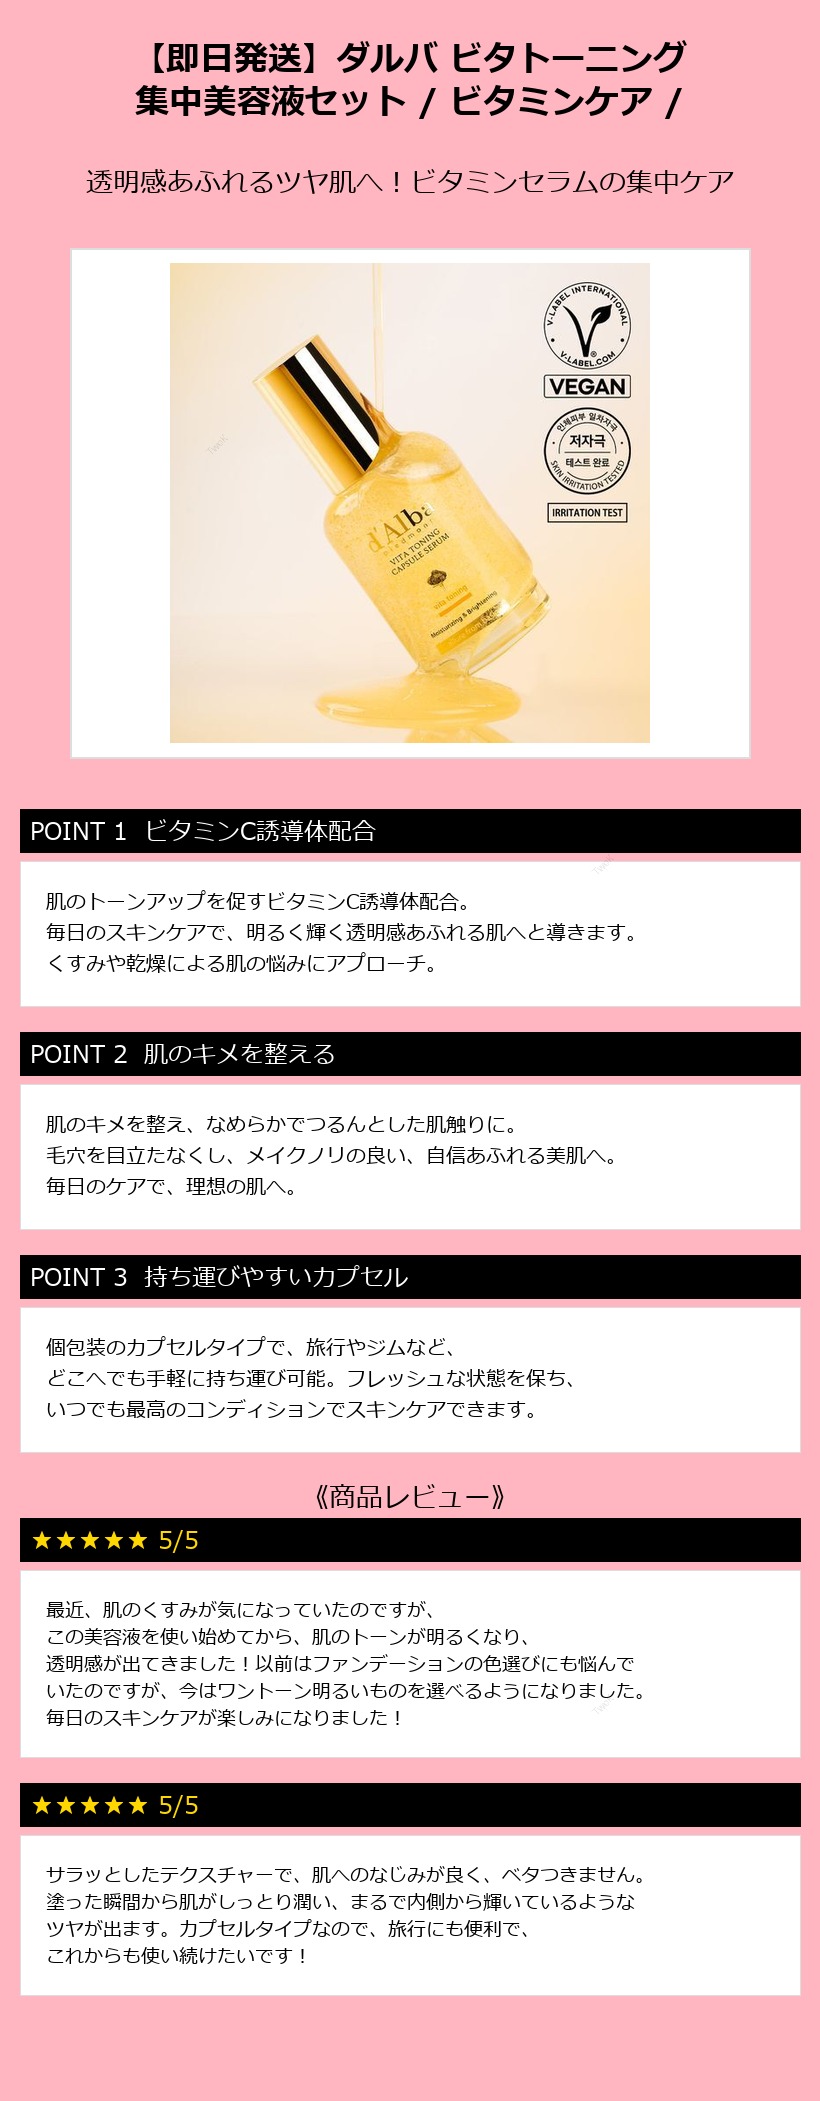 【即日発送】ダルバ ビタトーニング
集中美容液セット / ビタミンケア /
透明感あふれるツヤ肌へ！ビタミンセラムの集中ケア
V-LABEL INTERNATIONAL
V-LABEL.COM
VEGAN
인체피부 일차자극
저자극
테스트 완료
SKIN IRRITATION TESTED
IRRITATION TEST
d'Alba
piedmont
VITA TONING
CAPSULE SERUM
vita toning
Moisturizing & Brightening
POINT 1 ビタミンC誘導体配合
肌のトーンアップを促すビタミンC誘導体配合。
毎日のスキンケアで、明るく輝く透明感あふれる肌へと導きます。
くすみや乾燥による肌の悩みにアプローチ。
POINT 2 肌のキメを整える
肌のキメを整え、なめらかでつるんとした肌触りに。
毛穴を目立たなくし、メイクノリの良い、自信あふれる美肌へ。
毎日のケアで、理想の肌へ。
POINT 3 持ち運びやすいカプセル
個包装のカプセルタイプで、旅行やジムなど、
どこへでも手軽に持ち運び可能。フレッシュな状態を保ち、
いつでも最高のコンディションでスキンケアできます。
《商品レビュー》
★★★★★ 5/5
最近、肌のくすみが気になっていたのですが、
この美容液を使い始めてから、肌のトーンが明るくなり、
透明感が出てきました！以前はファンデーションの色選びにも悩んで
いたのですが、今はワントーン明るいものを選べるようになりました。
毎日のスキンケアが楽しみになりました！
★★★★★ 5/5
サラッとしたテクスチャーで、肌へのなじみが良く、ベタつきません。
塗った瞬間から肌がしっとり潤い、まるで内側から輝いているような
ツヤが出ます。カプセルタイプなので、旅行にも便利で、
これからも使い続けたいです！